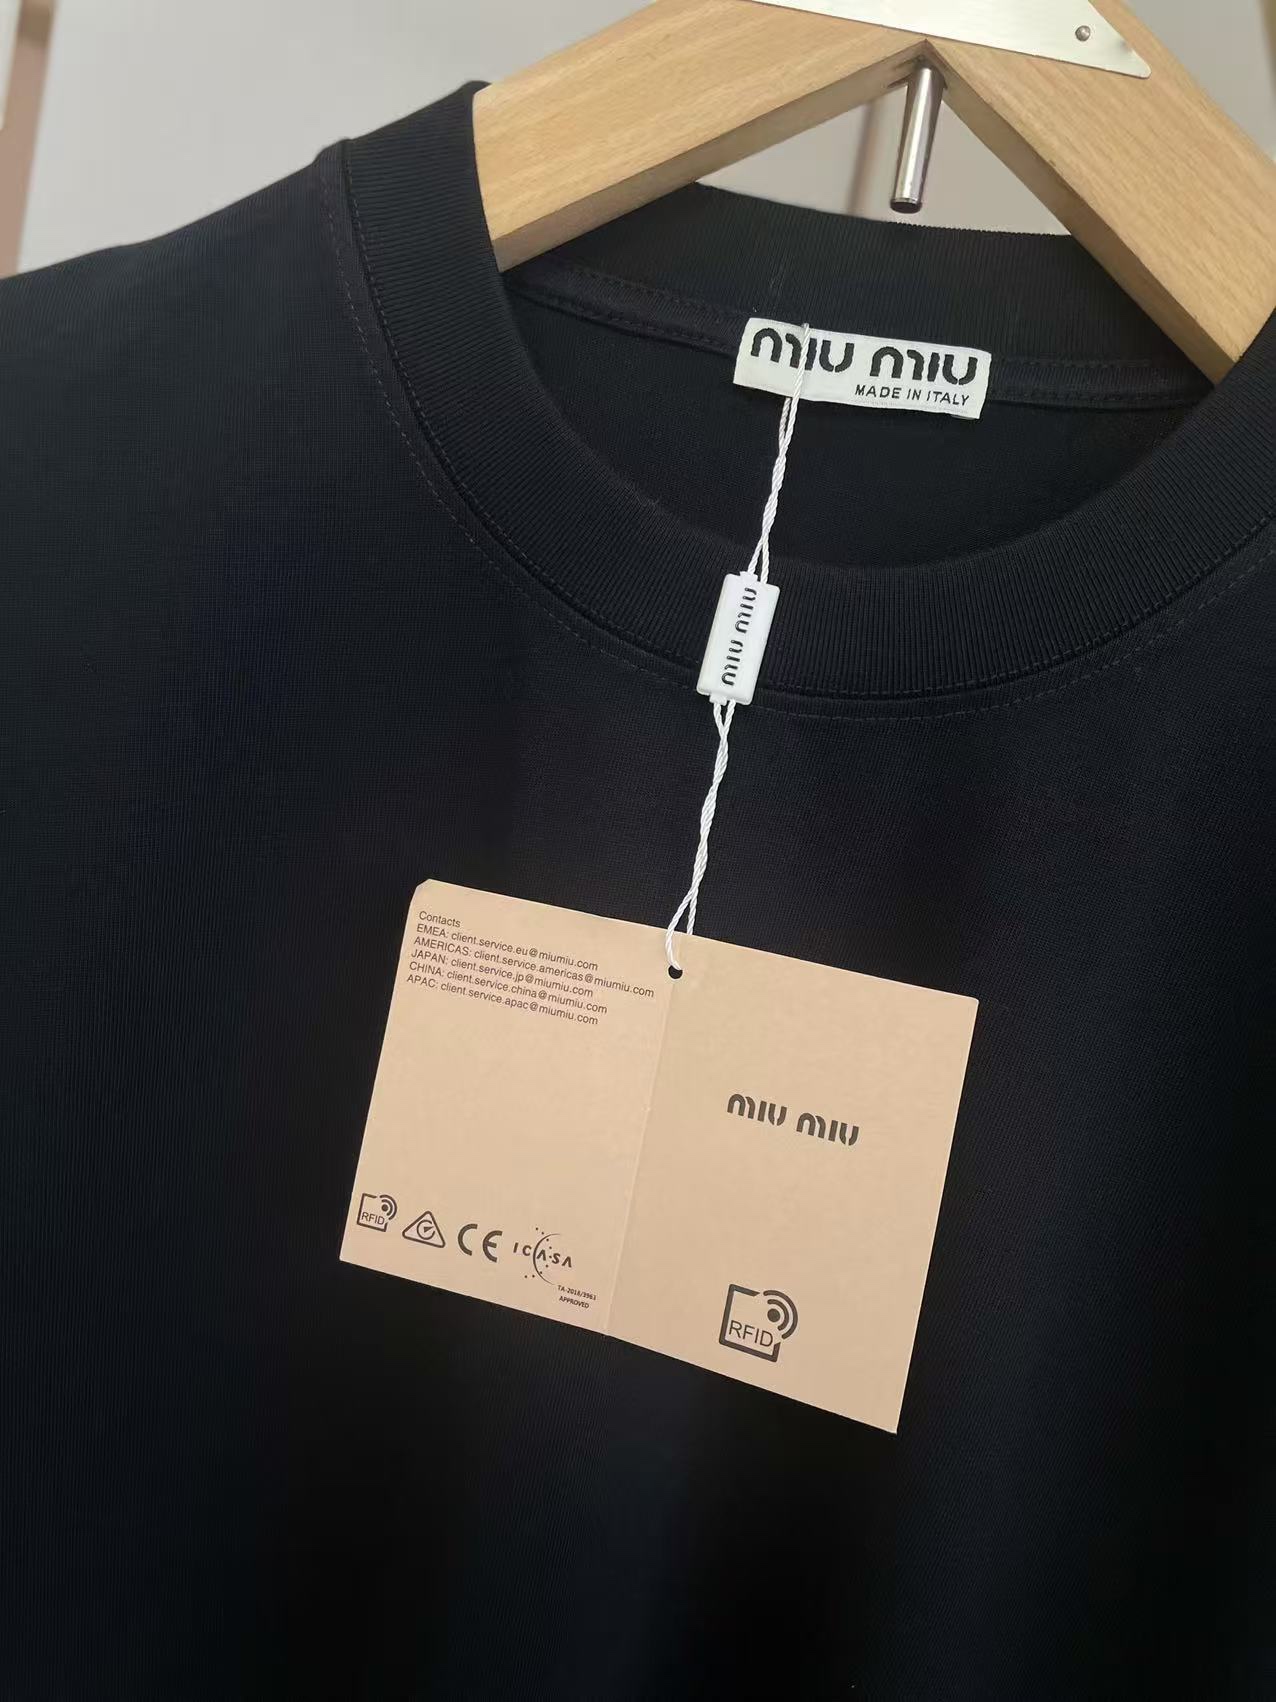 MIU MIU
MADE IN ITALY
MIU MIU
Contacts
EMEA: client.service.eu@miumiu.com
AMERICAS: client.service.americas@miumiu.com
JAPAN: client.service.jp@miumiu.com
CHINA: client.service.china@miumiu.com
APAC: client.service.apac@miumiu.com
MIU MIU
RFID
CE
ICASA
TA-2018/3961
APPROVED
RFID